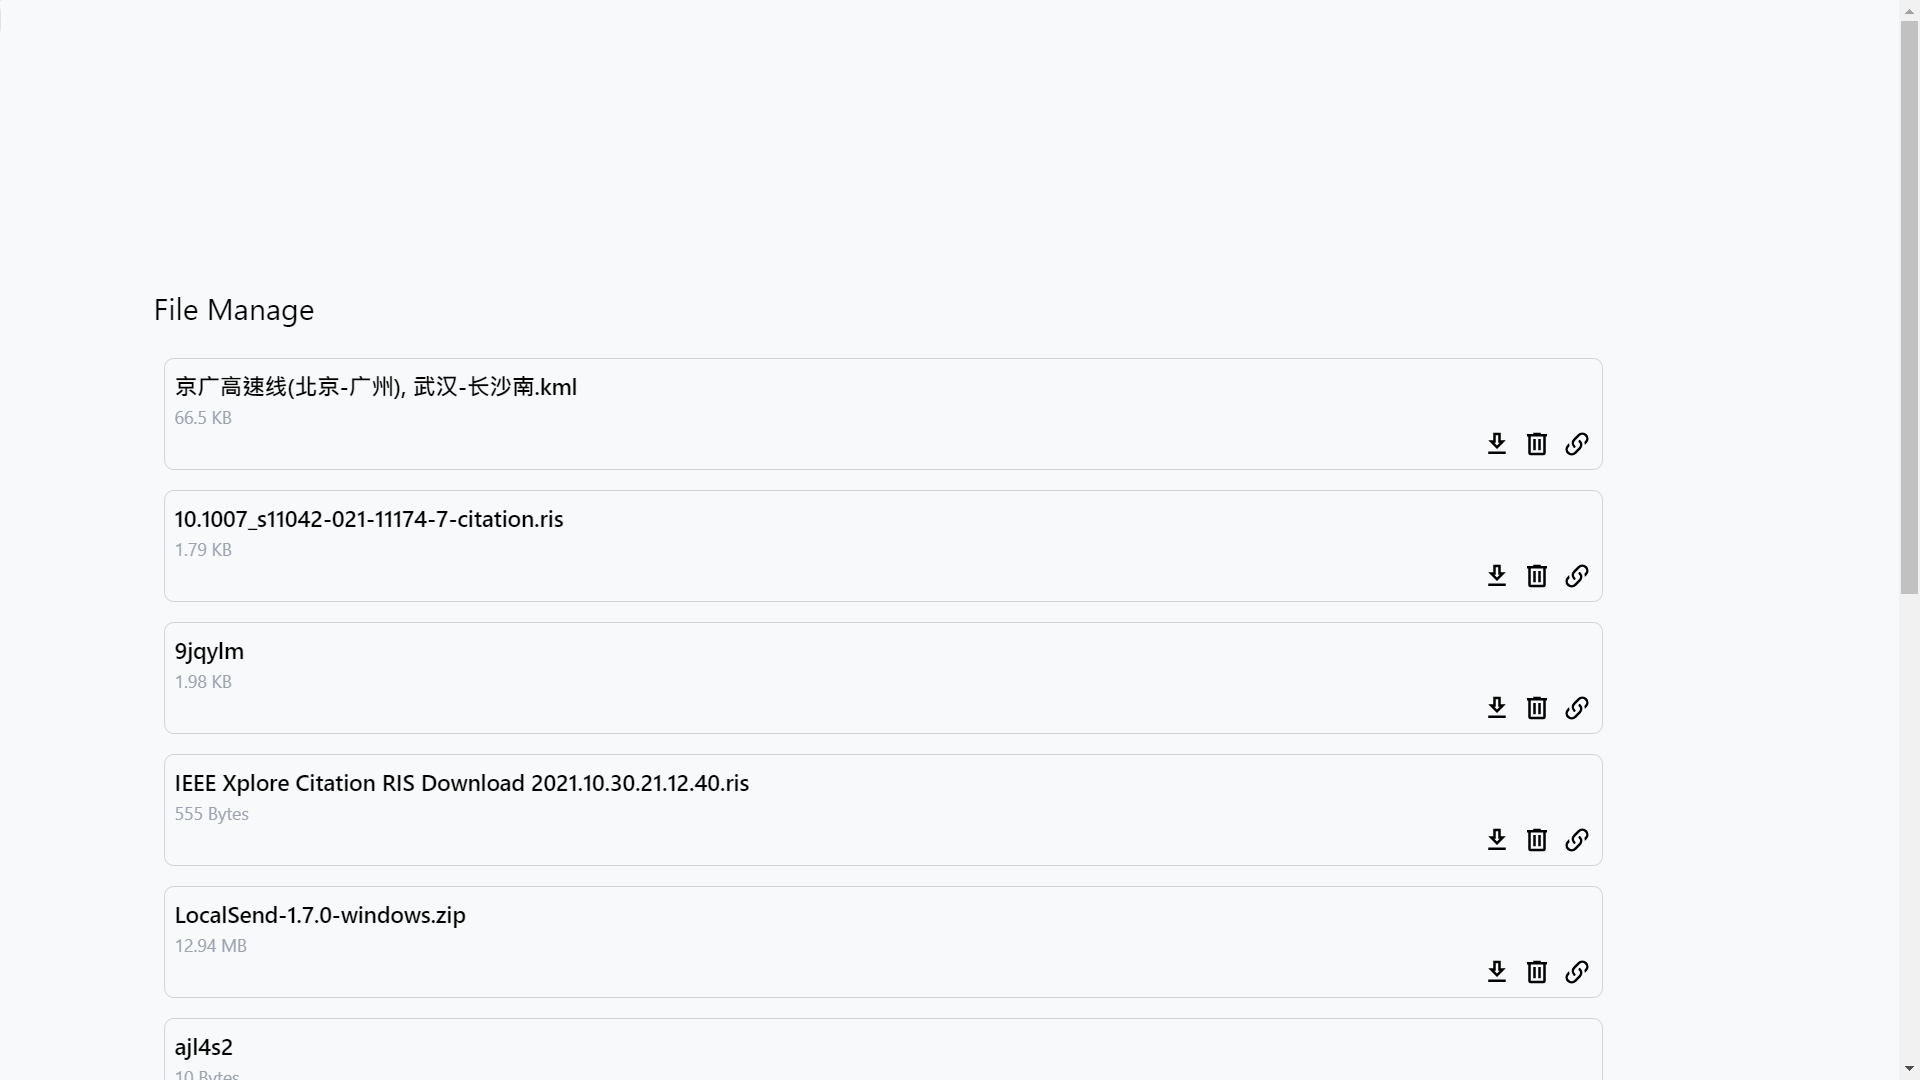 File Manage
京广高速线(北京-广州), 武汉-长沙南.kml
66.5 KB
10.1007_s11042-021-11174-7-citation.ris
1.79 KB
9jqylm
1.98 KB
IEEE Xplore Citation RIS Download 2021.10.30.21.12.40.ris
555 Bytes
LocalSend-1.7.0-windows.zip
12.94 MB
ajl4s2
10 Bytes